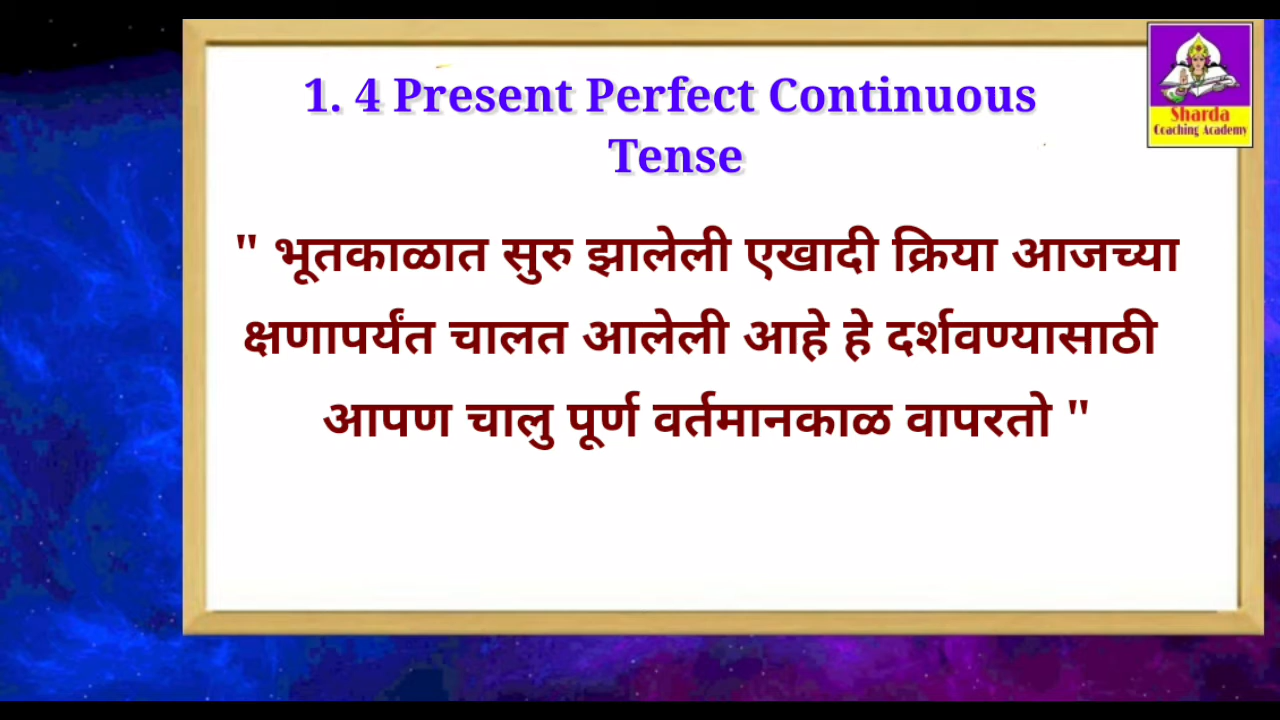 1. 4 Present Perfect Continuous
Tense
" भूतकाळात सुरु झालेली एखादी क्रिया आजच्या
क्षणापर्यंत चालत आलेली आहे हे दर्शवण्यासाठी
आपण चालु पूर्ण वर्तमानकाळ वापरतो "
Sharda
Coaching Academy